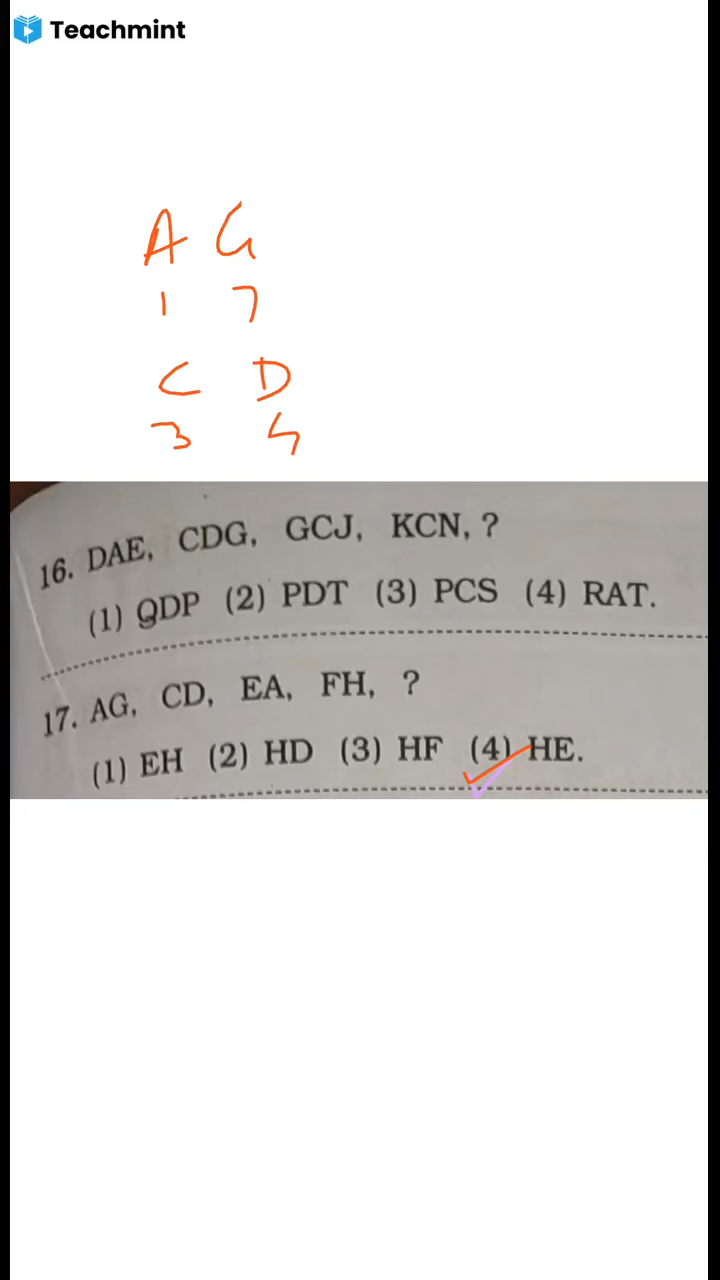 Teachmint
A G
1 7
C D
3 4
16. DAE, CDG, GCJ, KCN, ?
(1) QDP (2) PDT (3) PCS (4) RAT.
17. AG, CD, EA, FH, ?
(1) EH (2) HD (3) HF (4) HE.